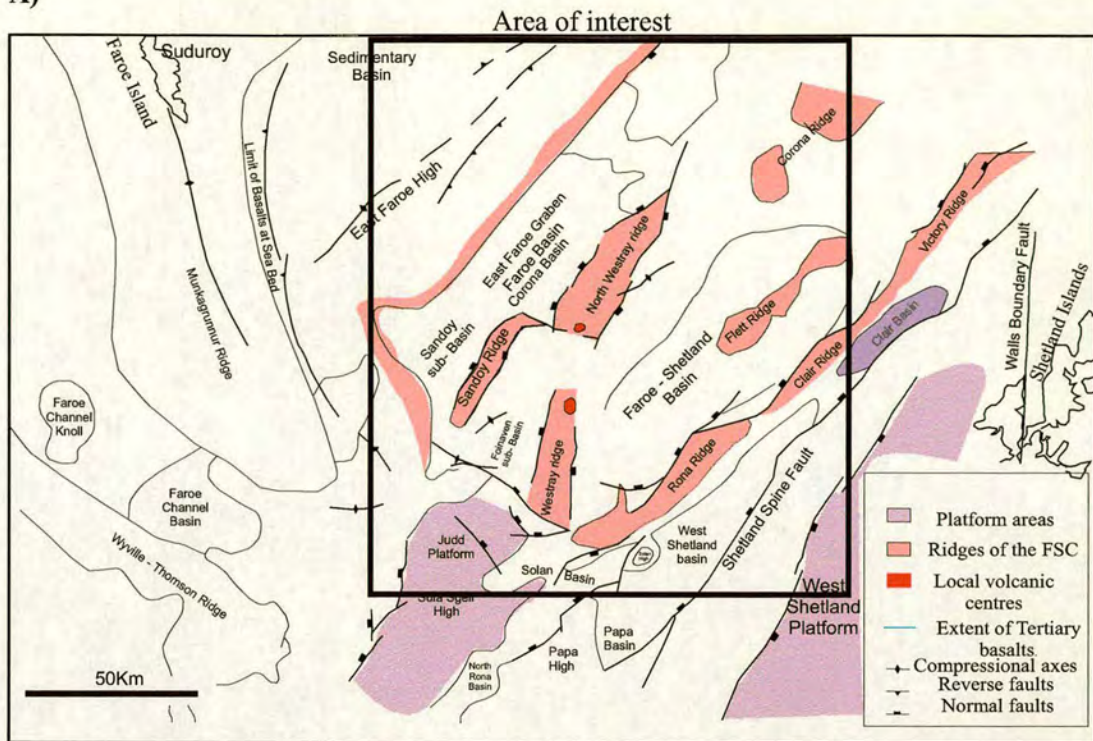 A)
Area of interest
Suduroy
Faroe Island
Sedimentary
Basin
Limit of Basalts at Sea Bed
East Faroe High
Munkagrunnur Ridge
Corona Ridge
East Faroe Graben
Faroe Basin
Corona Basin
North Westray ridge
Victory Ridge
Walls Boundary Fault
Shetland Islands
Clair Basin
Flett Ridge
Clair Ridge
Sandoy
sub- Basin
Sandoy Ridge
Faroe - Shetland
Basin
Foinaven
sub- Basin
Westray ridge
Rona Ridge
Shetland Spine Fault
Faroe
Channel
Knoll
Faroe
Channel
Basin
Wyville - Thomson Ridge
Judd
Platform
Solan
Basin
West
Shetland
basin
Sula Sgeir
High
West
Shetland
Platform
Papa
Basin
Papa
High
North
Rona
Basin
50Km
Platform areas
Ridges of the FSC
Local volcanic
centres
Extent of Tertiary
basalts
Compressional axes
Reverse faults
Normal faults